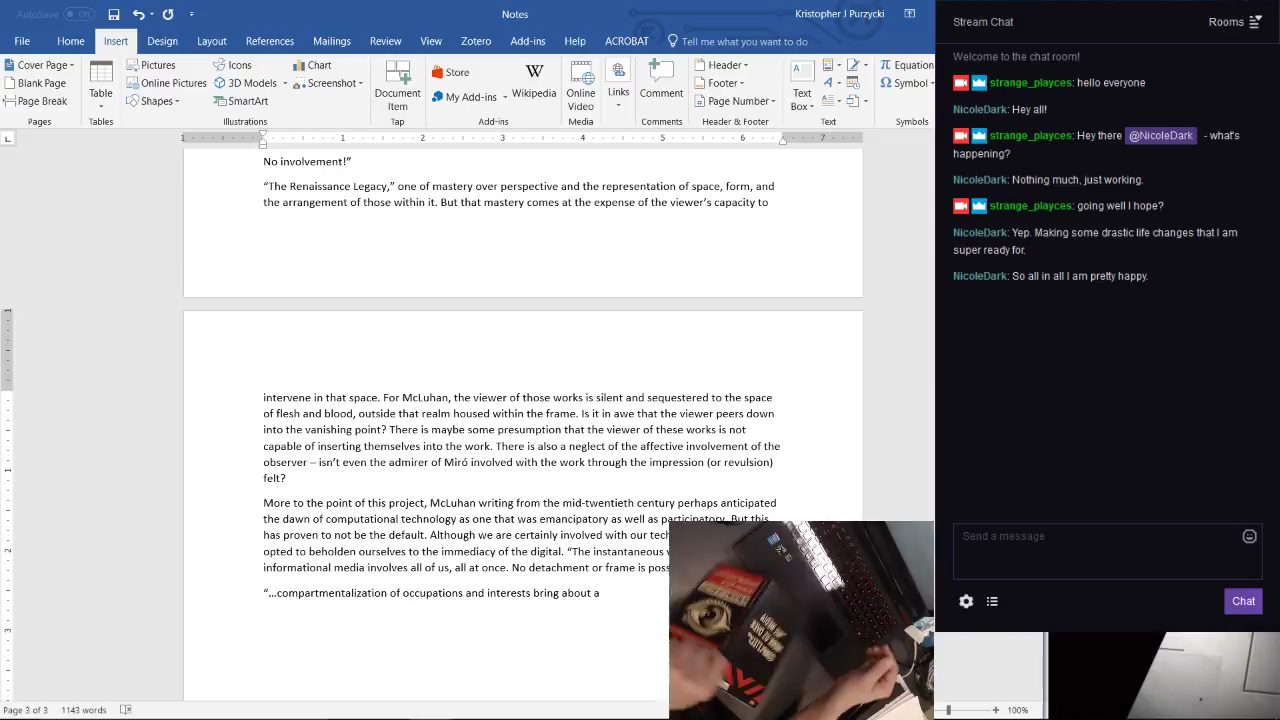 AutoSave
Off
Notes
Kristopher J Purzycki
File
Home
Insert
Design
Layout
References
Mailings
Review
View
Zotero
Add-ins
Help
ACROBAT
Tell me what you want to do
Cover Page
Blank Page
Page Break
Pages
Table
Tables
Pictures
Online Pictures
Shapes
Icons
3D Models
SmartArt
Chart
Screenshot
Illustrations
Document
Item
Store
My Add-ins
Wikipedia
Add-ins
Online
Video
Media
Links
Comment
Comments
Header
Footer
Page Number
Header & Footer
Text
Box
Text
Equation
Symbol
Symbols
1 1 2 3 4 5 6 7
No involvement!”
“The Renaissance Legacy,” one of mastery over perspective and the representation of space, form, and
the arrangement of those within it. But that mastery comes at the expense of the viewer’s capacity to
intervene in that space. For McLuhan, the viewer of those works is silent and sequestered to the space
of flesh and blood, outside that realm housed within the frame. Is it in awe that the viewer peers down
into the vanishing point? There is maybe some presumption that the viewer of these works is not
capable of inserting themselves into the work. There is also a neglect of the affective involvement of the
observer – isn’t even the admirer of Miró involved with the work through the impression (or revulsion)
felt?
More to the point of this project, McLuhan writing from the mid-twentieth century perhaps anticipated
the dawn of computational technology as one that was emancipatory as well as participatory. But this
has proven to not be the default. Although we are certainly involved with our tech
opted to beholden ourselves to the immediacy of the digital. “The instantaneous
informational media involves all of us, all at once. No detachment or frame is poss
“…compartmentalization of occupations and interests bring about a
Page 3 of 3
1143 words
100%
Stream Chat
Rooms
Welcome to the chat room!
strange_playces: hello everyone
NicoleDark: Hey all!
strange_playces: Hey there @NicoleDark - what's
happening?
NicoleDark: Nothing much, just working.
strange_playces: going well I hope?
NicoleDark: Yep. Making some drastic life changes that I am
super ready for.
NicoleDark: So all in all I am pretty happy.
Send a message
Chat